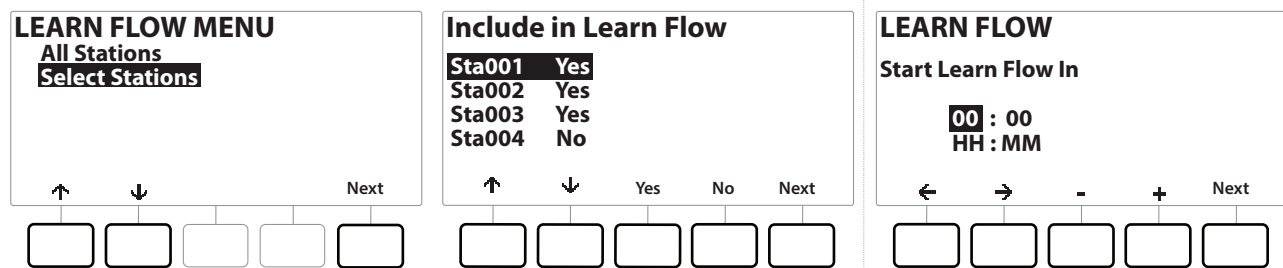 LEARN FLOW MENU
All Stations
Select Stations
↑ ↓ Next
Include in Learn Flow
Sta001 Yes
Sta002 Yes
Sta003 Yes
Sta004 No
↑ ↓ Yes No Next
LEARN FLOW
Start Learn Flow In
00 : 00
HH : MM
← → - + Next